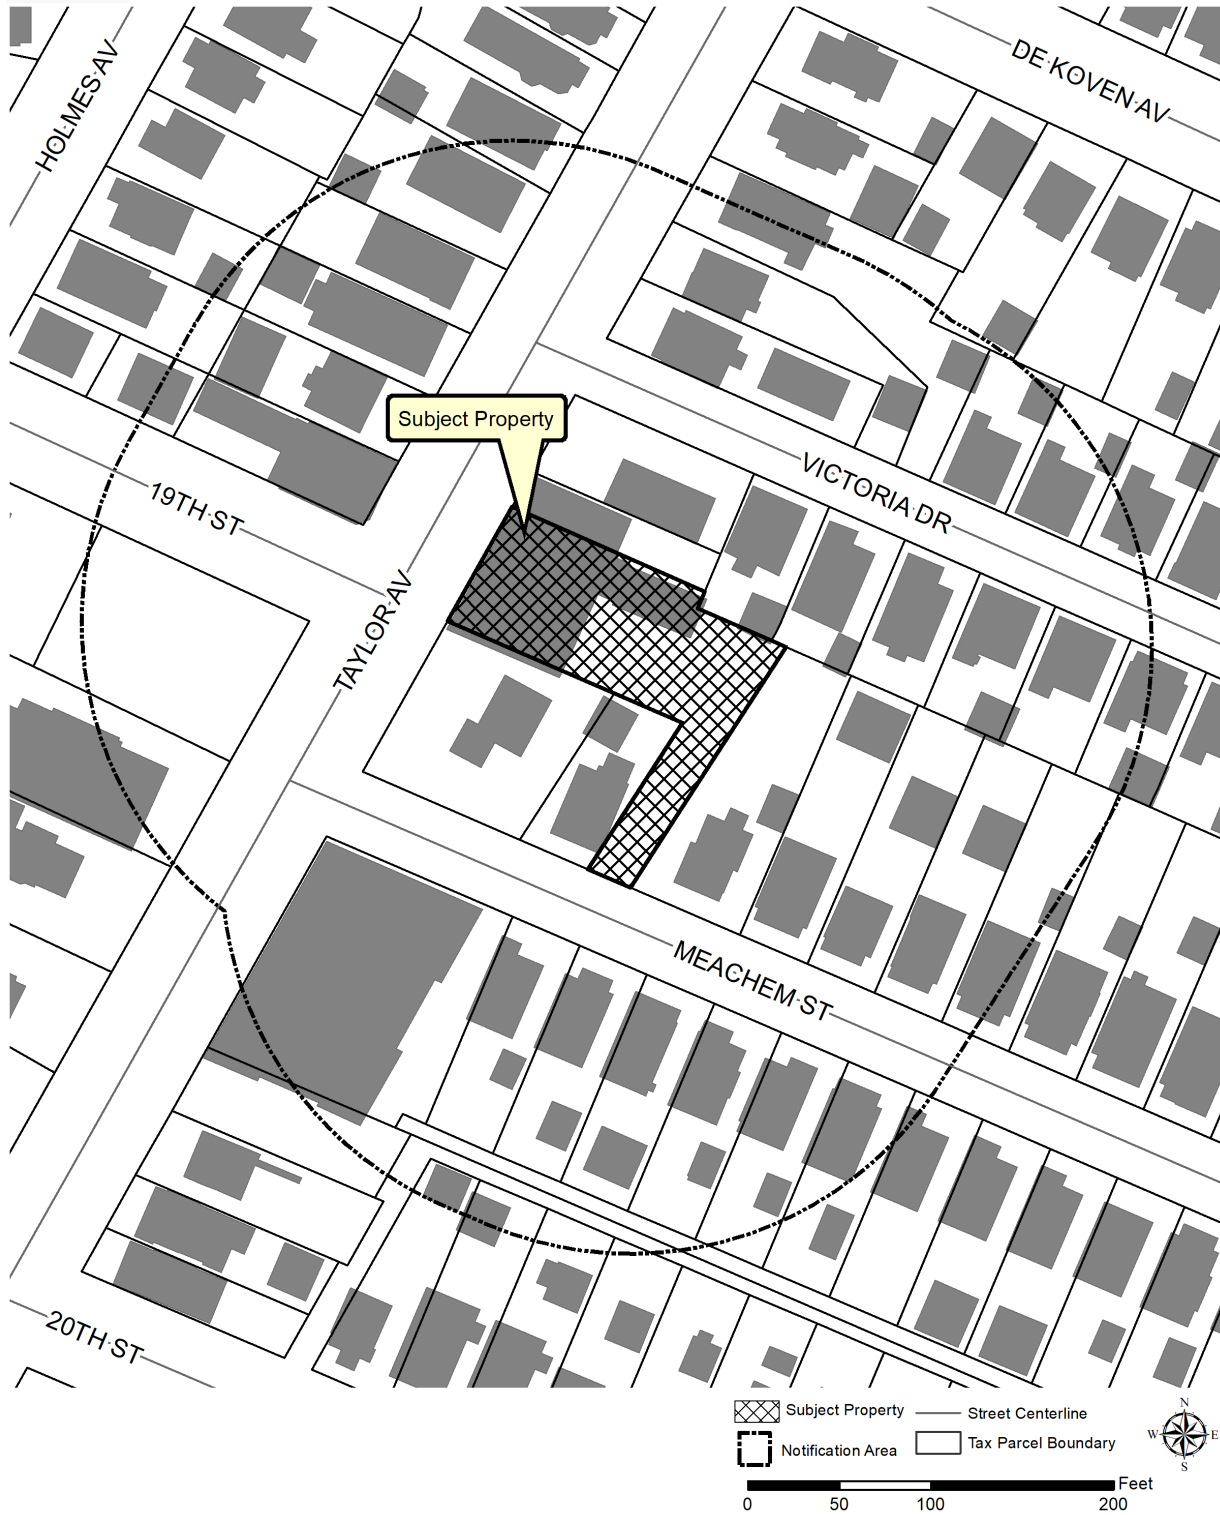 HOLMES AV
DE KOVEN AV
Subject Property
VICTORIA DR
19TH ST
TAYLOR AV
MEACHEM ST
20TH ST
Subject Property
Street Centerline
Notification Area
Tax Parcel Boundary
N
W
E
S
Feet
0 50 100 200